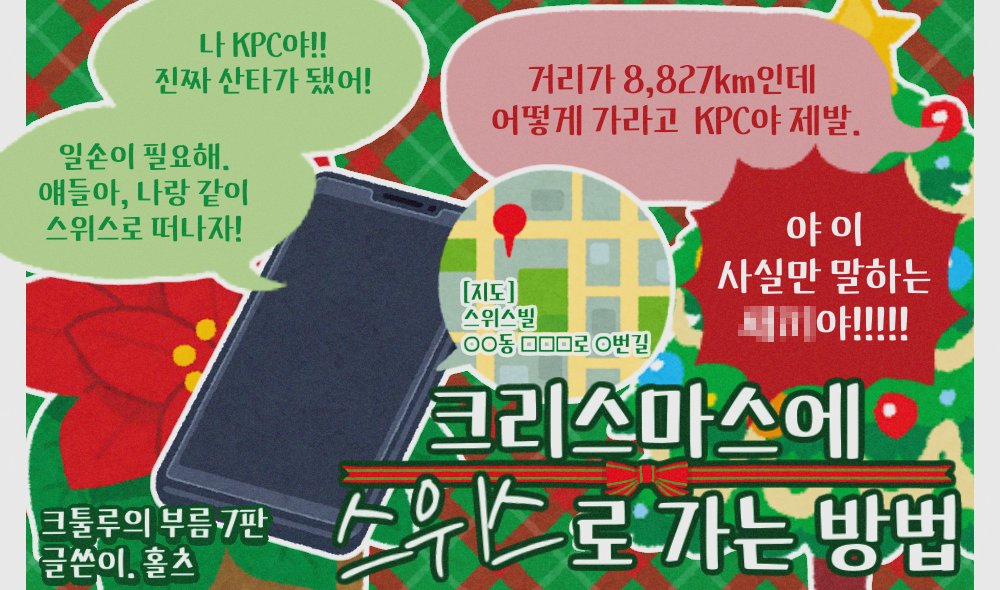 나 KPC야!!
진짜 산타가 됐어!
일손이 필요해.
얘들아, 나랑 같이
스위스로 떠나자!
거리가 8,827km인데
어떻게 가라고 KPC야 제발.
야 이
사실만 말하는
야!!!!!
[지도]
스위스빌
○○동 □□□로 ○번길
크리스마스에
스위스로 가는 방법
크툴루의 부름 7판
글쓴이. 홀츠